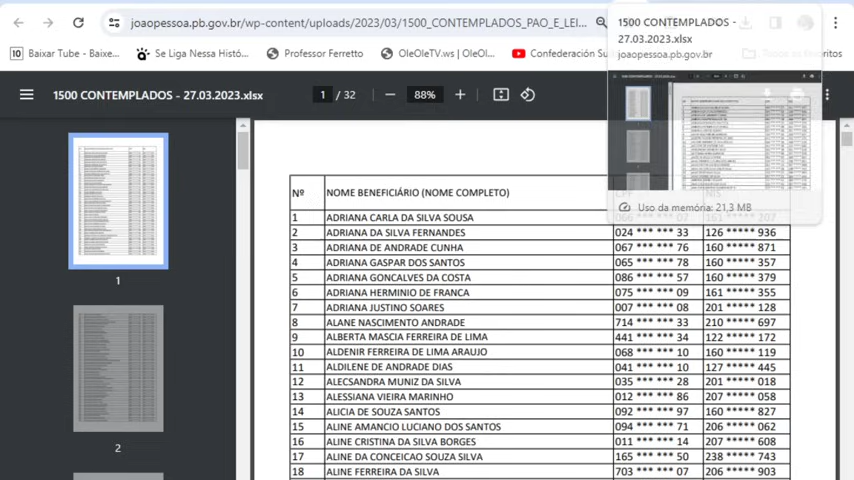 joaopessoa.pb.gov.br/wp-content/uploads/2023/03/1500_CONTEMPLADOS_PAO_E_LEI...
1500 CONTEMPLADOS -
27.03.2023.xlsx
joaopessoa.pb.gov.br
Uso da memória: 21,3 MB
10 Baixar Tube - Baixe... Se Liga Nessa Histó... Professor Ferretto OleOleTV.ws | OleOl... Confederación Su... Todos os favoritos
1500 CONTEMPLADOS - 27.03.2023.xlsx 1 / 32 88%
Nº NOME BENEFICIÁRIO (NOME COMPLETO) CPF NIS
1 ADRIANA CARLA DA SILVA SOUSA 066 *** *** 07 161 ***** 207
2 ADRIANA DA SILVA FERNANDES 024 *** *** 33 126 ***** 936
3 ADRIANA DE ANDRADE CUNHA 067 *** *** 76 160 ***** 871
4 ADRIANA GASPAR DOS SANTOS 065 *** *** 78 160 ***** 357
5 ADRIANA GONCALVES DA COSTA 086 *** *** 57 160 ***** 379
6 ADRIANA HERMINIO DE FRANCA 075 *** *** 09 161 ***** 355
7 ADRIANA JUSTINO SOARES 007 *** *** 08 201 ***** 128
8 ALANE NASCIMENTO ANDRADE 714 *** *** 33 210 ***** 697
9 ALBERTA MASCIA FERREIRA DE LIMA 441 *** *** 34 122 ***** 172
10 ALDENIR FERREIRA DE LIMA ARAUJO 068 *** *** 10 160 ***** 119
11 ALDILENE DE ANDRADE DIAS 041 *** *** 10 127 ***** 445
12 ALECSANDRA MUNIZ DA SILVA 035 *** *** 28 201 ***** 018
13 ALESSIANA VIEIRA MARINHO 012 *** *** 86 207 ***** 058
14 ALICIA DE SOUZA SANTOS 092 *** *** 97 160 ***** 827
15 ALINE AMANCIO LUCIANO DOS SANTOS 094 *** *** 71 206 ***** 062
16 ALINE CRISTINA DA SILVA BORGES 011 *** *** 14 207 ***** 608
17 ALINE DA CONCEICAO SOUZA SILVA 165 *** *** 50 238 ***** 743
18 ALINE FERREIRA DA SILVA 703 *** *** 07 206 ***** 903
1
2